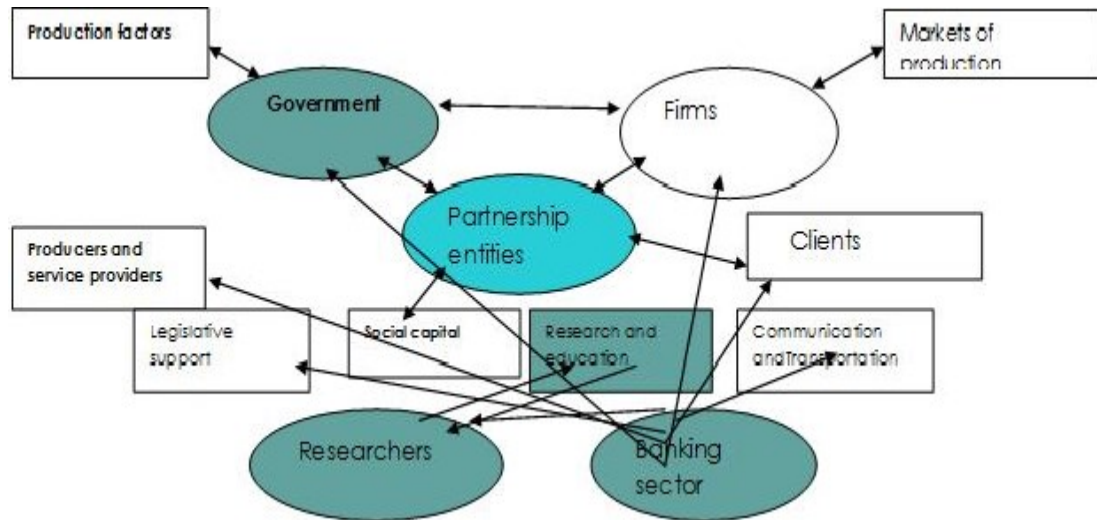 Production factors
Markets of
production
Government
Firms
Partnership
entities
Producers and
service providers
Clients
Legislative
support
Social capital
Research and
education
Communication
andTransportation
Researchers
Banking
sector